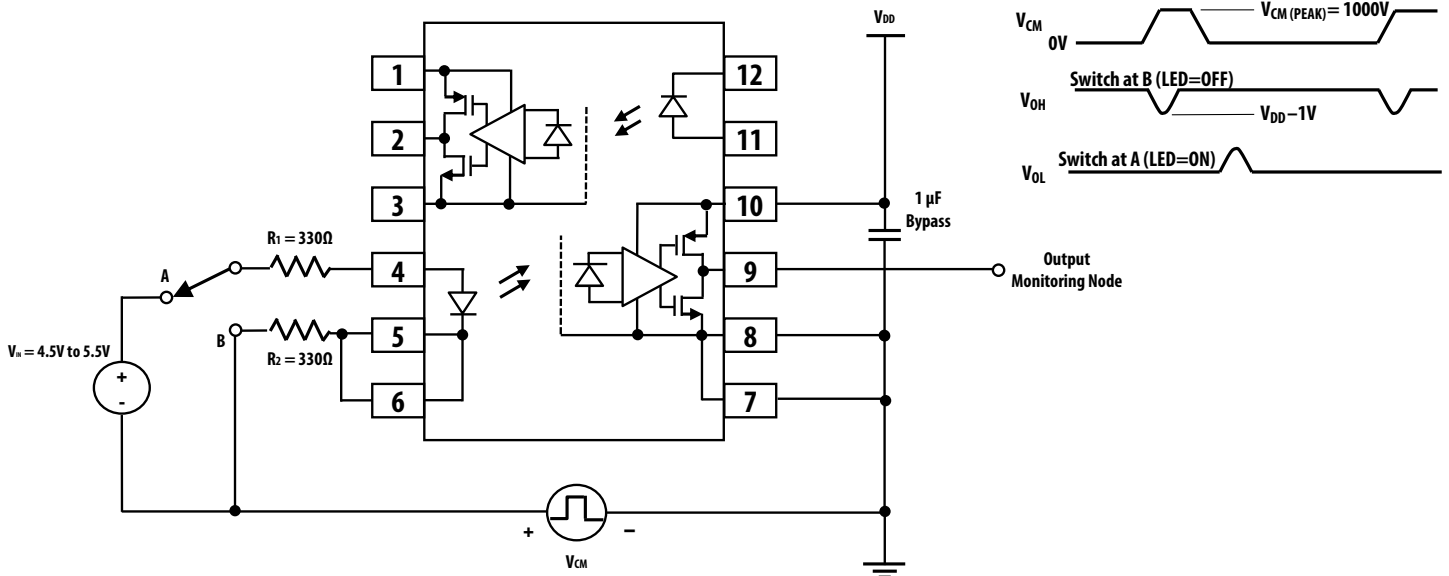 VDD
VCM
0V
VCM (PEAK) = 1000V
Switch at B (LED=OFF)
VOH
VDD–1V
Switch at A (LED=ON)
VOL
1
2
3
4
5
6
12
11
10
9
8
7
1 µF
Bypass
Output
Monitoring Node
R1 = 330Ω
A
B
R2 = 330Ω
VIN = 4.5V to 5.5V
+
-
+
–
VCM